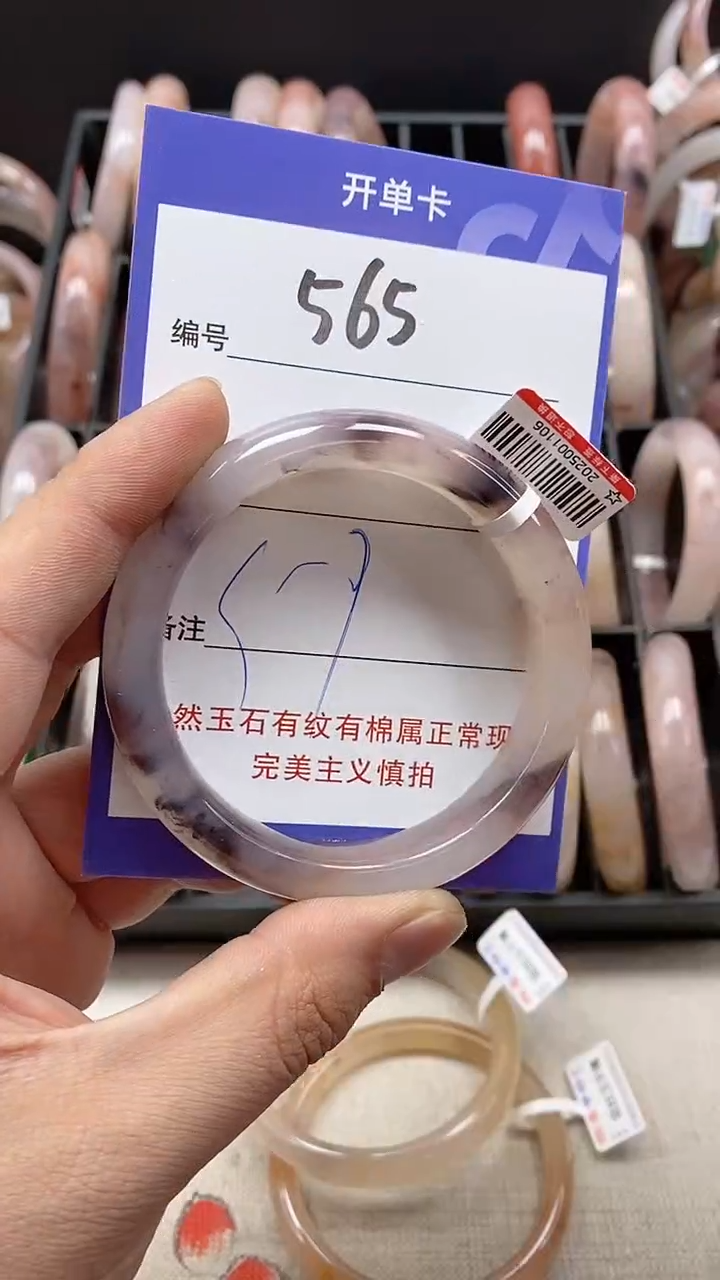 开单卡
编号 565
2025001106
备注 57
然玉石有纹有棉属正常现
完美主义慎拍